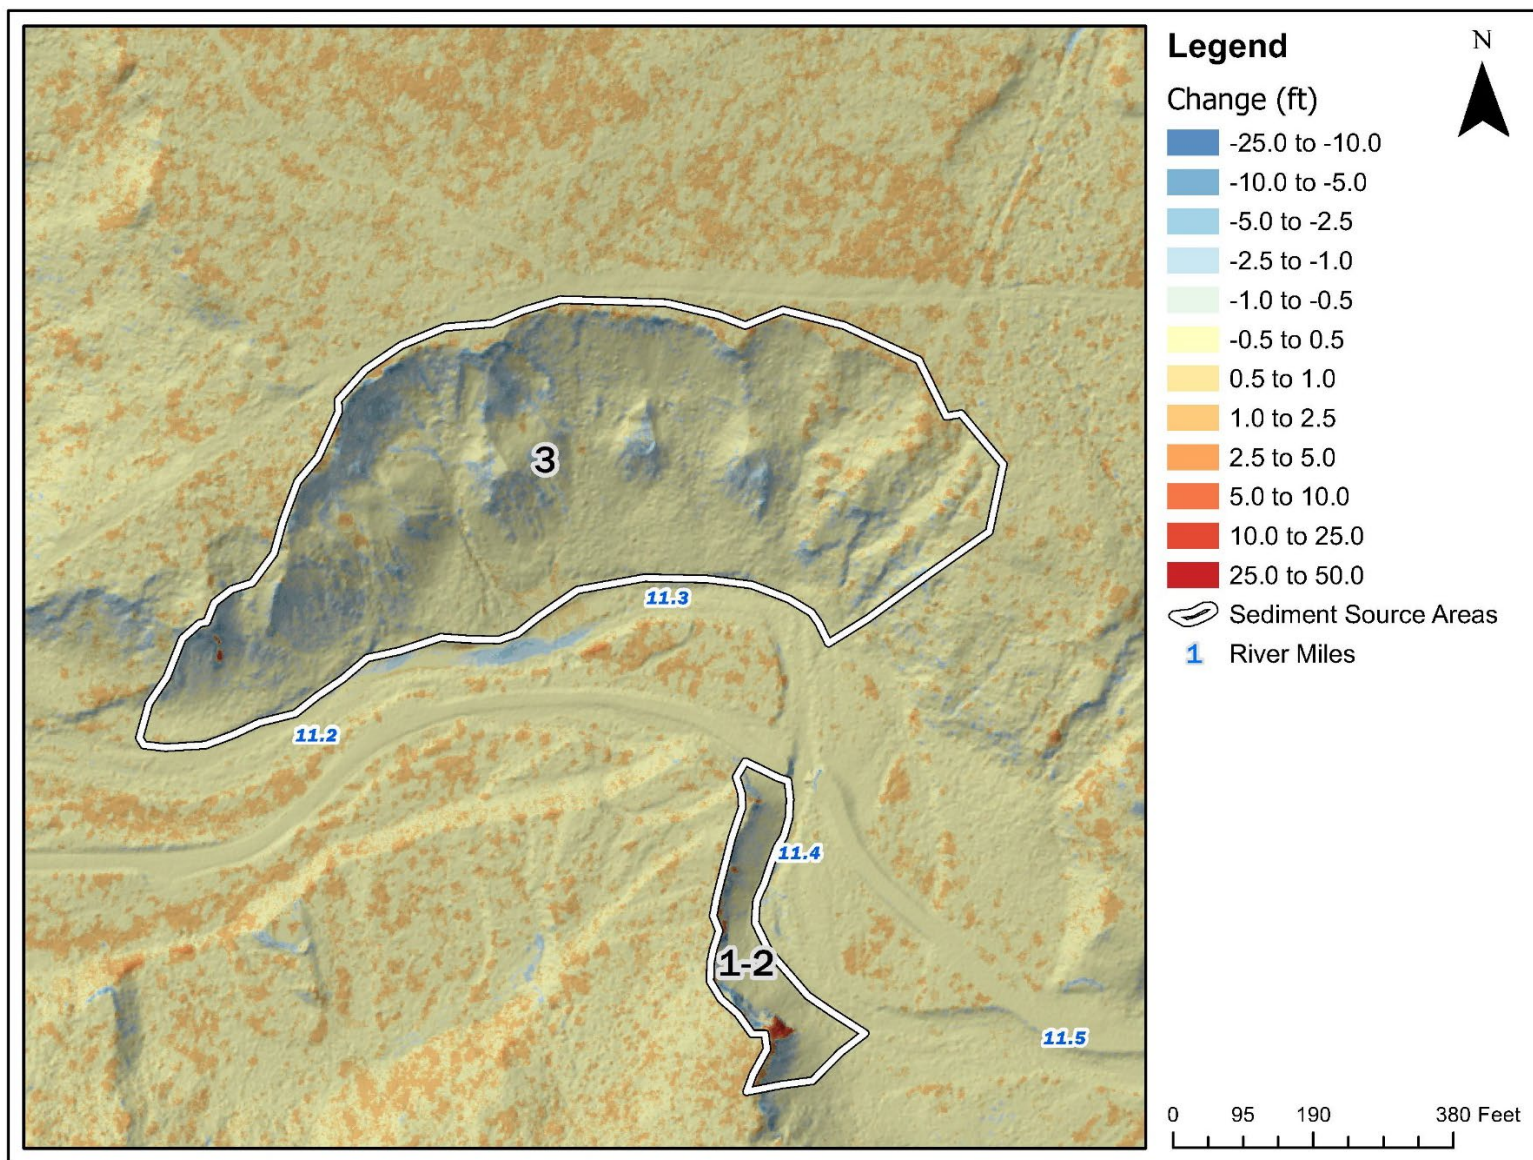 Legend
N
Change (ft)
-25.0 to -10.0
-10.0 to -5.0
-5.0 to -2.5
-2.5 to -1.0
-1.0 to -0.5
-0.5 to 0.5
0.5 to 1.0
1.0 to 2.5
2.5 to 5.0
5.0 to 10.0
10.0 to 25.0
25.0 to 50.0
Sediment Source Areas
1 River Miles
3
11.3
11.2
11.4
1-2
11.5
0 95 190 380 Feet